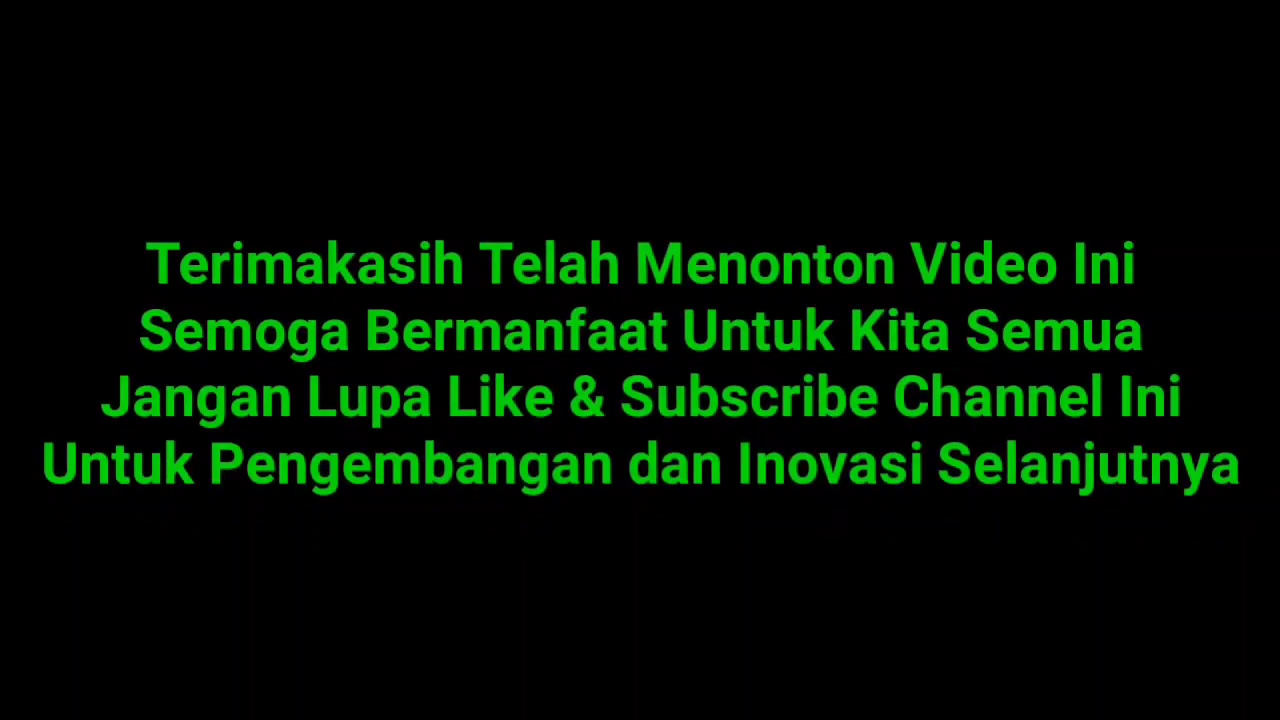 Terimakasih Telah Menonton Video Ini
Semoga Bermanfaat Untuk Kita Semua
Jangan Lupa Like & Subscribe Channel Ini
Untuk Pengembangan dan Inovasi Selanjutnya